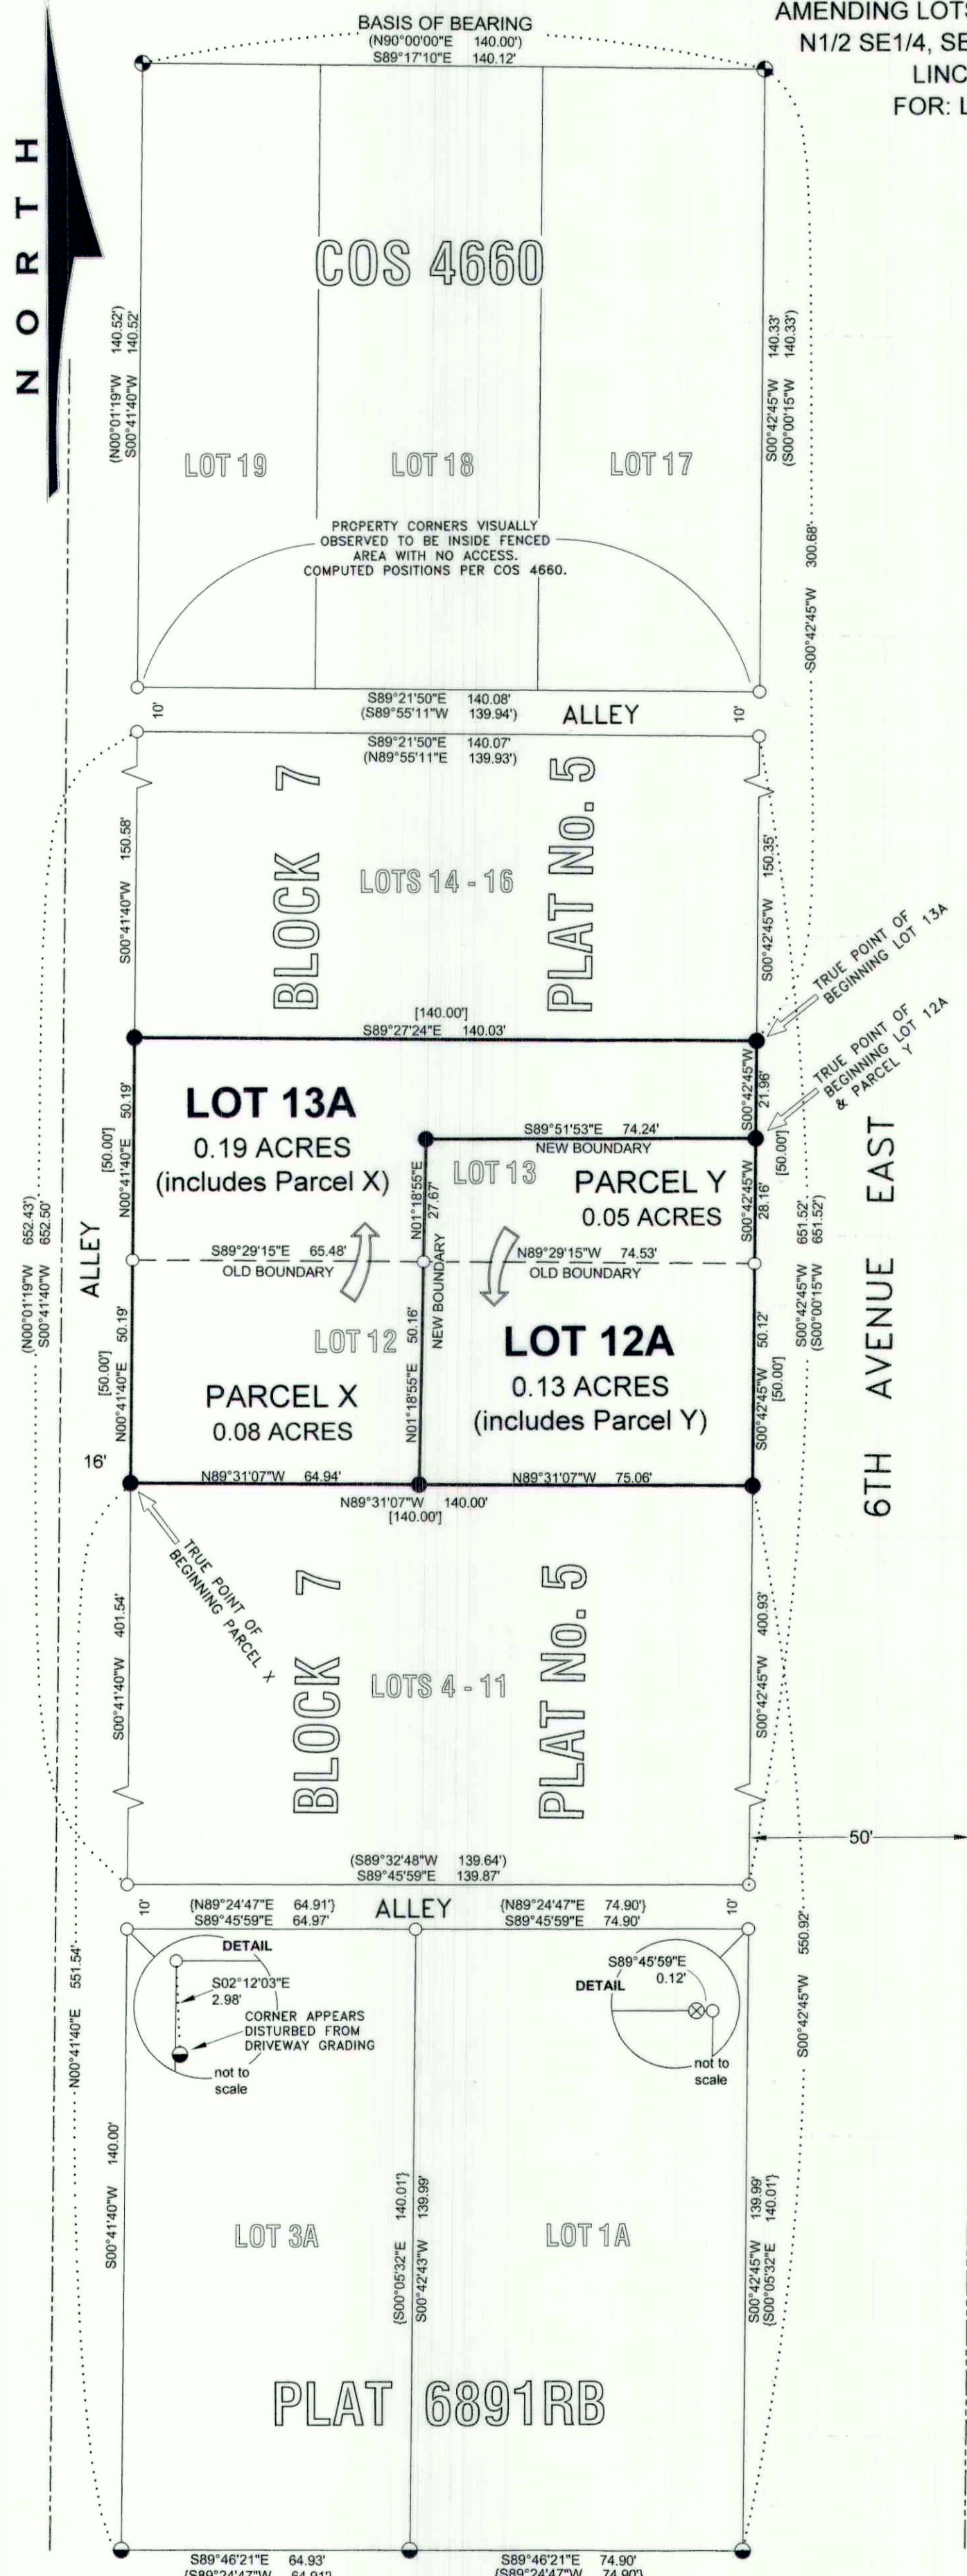 BASIS OF BEARING
(N90°00'00"E 140.00')
S89°17'10"E 140.12'
AMENDING LOTS
N1/2 SE1/4, SE
LINC
FOR: L
NORTH
COS 4660
(N00°01'19"W 140.52')
S00°41'40"W 140.52'
S00°42'45"W 140.33'
(S00°00'15"W 140.33')
LOT 19
LOT 18
LOT 17
S00°42'45"W 300.68'
PROPERTY CORNERS VISUALLY
OBSERVED TO BE INSIDE FENCED
AREA WITH NO ACCESS.
COMPUTED POSITIONS PER COS 4660.
S89°21'50"E 140.08'
(S89°55'11"W 139.94')
10'
ALLEY
10'
S89°21'50"E 140.07'
(N89°55'11"E 139.93')
S00°41'40"W 150.58'
BLOCK 7
LOTS 14 - 16
PLAT No. 5
S00°42'45"W 150.35'
TRUE POINT OF
BEGINNING LOT 13A
[140.00']
S89°27'24"E 140.03'
TRUE POINT OF
BEGINNING LOT 12A
& PARCEL Y
LOT 13A
0.19 ACRES
(includes Parcel X)
[50.00']
N00°41'40"E 50.19'
S00°42'45"W
21.96'
S89°51'53"E 74.24'
NEW BOUNDARY
[50.00']
LOT 13
PARCEL Y
0.05 ACRES
N01°18'55"E
27.67'
S00°42'45"W
28.16'
(N00°01'19"W 652.43')
S00°41'40"W 652.50'
ALLEY
S89°29'15"E 65.48'
OLD BOUNDARY
N89°29'15"W 74.53'
OLD BOUNDARY
S00°42'45"W 651.52'
(S00°00'15"W 651.52')
6TH AVENUE EAST
[50.00']
N00°41'40"E 50.19'
LOT 12
N01°18'55"E 50.16'
NEW BOUNDARY
LOT 12A
0.13 ACRES
(includes Parcel Y)
S00°42'45"W 50.12'
[50.00']
PARCEL X
0.08 ACRES
16'
N89°31'07"W 64.94'
N89°31'07"W 75.06'
N89°31'07"W 140.00'
[140.00']
TRUE POINT OF
BEGINNING PARCEL X
S00°41'40"W 401.54'
BLOCK 7
LOTS 4 - 11
PLAT No. 5
S00°42'45"W 400.93'
50'
(S89°32'48"W 139.64')
S89°45'59"E 139.87'
10'
{N89°24'47"E 64.91'}
S89°45'59"E 64.97'
ALLEY
{N89°24'47"E 74.90'}
S89°45'59"E 74.90'
10'
DETAIL
S02°12'03"E
2.98'
CORNER APPEARS
DISTURBED FROM
DRIVEWAY GRADING
not to
scale
S89°45'59"E
0.12'
DETAIL
not to
scale
N00°41'40"E 551.54'
S00°42'45"W 550.92'
S00°41'40"W 140.00'
{S00°05'32"E 140.01'}
S00°42'43"W 139.99'
S00°42'45"W 139.99'
{S00°05'32"E 140.01'}
LOT 3A
LOT 1A
PLAT 6891RB
S89°46'21"E 64.93'
{S89°24'47"W 64.91'}
S89°46'21"E 74.90'
{S89°24'47"W 74.90'}